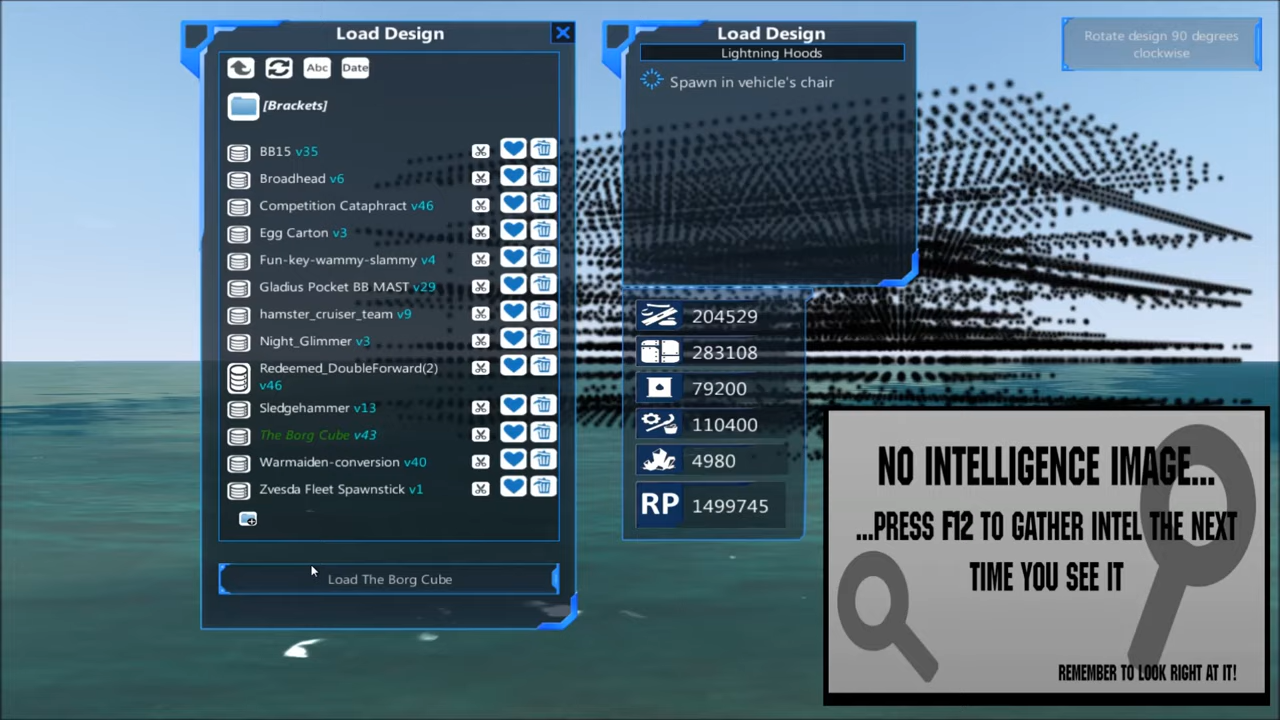 Load Design
Abc
Date
[Brackets]
BB15 v35
Broadhead v6
Competition Cataphract v46
Egg Carton v3
Fun-key-wammy-slammy v4
Gladius Pocket BB MAST v29
hamster_cruiser_team v9
Night_Glimmer v3
Redeemed_DoubleForward(2)
v46
Sledgehammer v13
The Borg Cube v43
Warmaiden-conversion v40
Zvesda Fleet Spawnstick v1
Load The Borg Cube
Load Design
Lightning Hoods
Spawn in vehicle's chair
204529
283108
79200
110400
4980
RP 1499745
Rotate design 90 degrees
clockwise
NO INTELLIGENCE IMAGE...
...PRESS F12 TO GATHER INTEL THE NEXT
TIME YOU SEE IT
REMEMBER TO LOOK RIGHT AT IT!